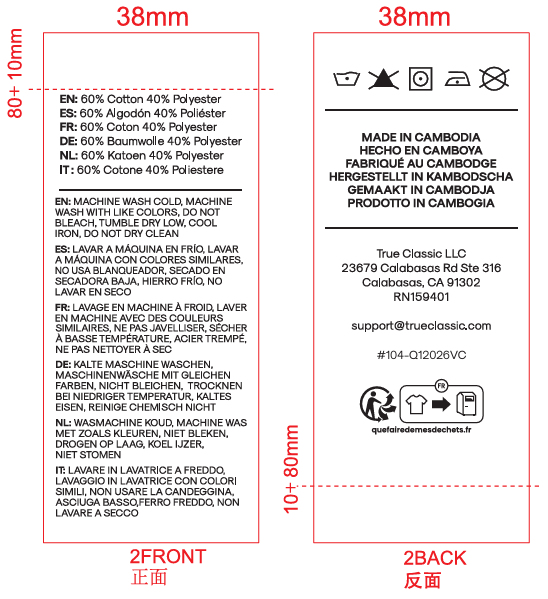 38mm
80+ 10mm
EN: 60% Cotton 40% Polyester
ES: 60% Algodón 40% Poliéster
FR: 60% Coton 40% Polyester
DE: 60% Baumwolle 40% Polyester
NL: 60% Katoen 40% Polyester
IT : 60% Cotone 40% Poliestere
EN: MACHINE WASH COLD, MACHINE
WASH WITH LIKE COLORS, DO NOT
BLEACH, TUMBLE DRY LOW, COOL
IRON, DO NOT DRY CLEAN
ES: LAVAR A MÁQUINA EN FRÍO, LAVAR
A MÁQUINA CON COLORES SIMILARES,
NO USA BLANQUEADOR, SECADO EN
SECADORA BAJA, HIERRO FRÍO, NO
LAVAR EN SECO
FR: LAVAGE EN MACHINE À FROID, LAVER
EN MACHINE AVEC DES COULEURS
SIMILAIRES, NE PAS JAVELLISER, SÉCHER
À BASSE TEMPÉRATURE, ACIER TREMPÉ,
NE PAS NETTOYER À SEC
DE: KALTE MASCHINE WASCHEN,
MASCHINENWÄSCHE MIT GLEICHEN
FARBEN, NICHT BLEICHEN, TROCKNEN
BEI NIEDRIGER TEMPERATUR, KALTES
EISEN, REINIGE CHEMISCH NICHT
NL: WASMACHINE KOUD, MACHINE WAS
MET ZOALS KLEUREN, NIET BLEKEN,
DROGEN OP LAAG, KOEL IJZER,
NIET STOMEN
IT: LAVARE IN LAVATRICE A FREDDO,
LAVAGGIO IN LAVATRICE CON COLORI
SIMILI, NON USARE LA CANDEGGINA,
ASCIUGA BASSO,FERRO FREDDO, NON
LAVARE A SECCO
2FRONT
正面
38mm
MADE IN CAMBODIA
HECHO EN CAMBOYA
FABRIQUÉ AU CAMBODGE
HERGESTELLT IN KAMBODSCHA
GEMAAKT IN CAMBODJA
PRODOTTO IN CAMBOGIA
True Classic LLC
23679 Calabasas Rd Ste 316
Calabasas, CA 91302
RN159401
support@trueclassic.com
#104-Q12026VC
FR
quefairedemesdechets.fr
10+ 80mm
2BACK
反面